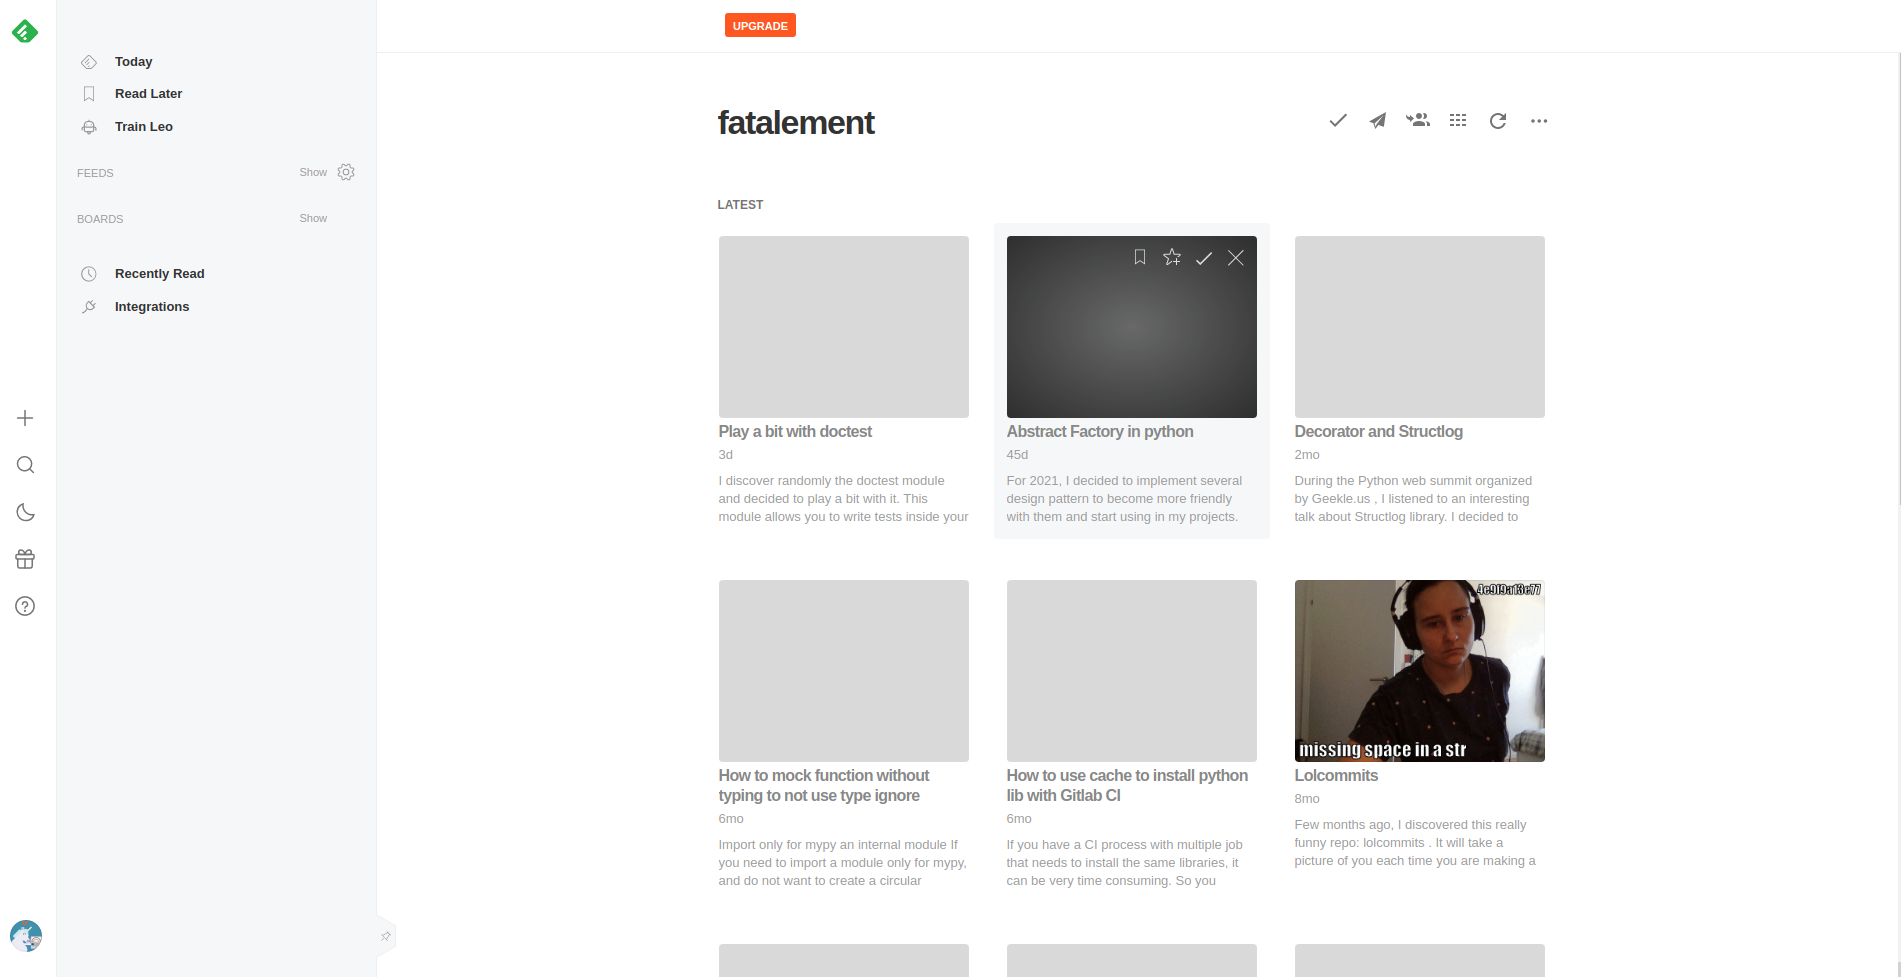 UPGRADE
Today
Read Later
Train Leo
FEEDS
Show
BOARDS
Show
Recently Read
Integrations
fatalement
LATEST
Play a bit with doctest
3d
I discover randomly the doctest module
and decided to play a bit with it. This
module allows you to write tests inside your
Abstract Factory in python
45d
For 2021, I decided to implement several
design pattern to become more friendly
with them and start using in my projects.
Decorator and Structlog
2mo
During the Python web summit organized
by Geekle.us , I listened to an interesting
talk about Structlog library. I decided to
How to mock function without
typing to not use type ignore
6mo
Import only for mypy an internal module If
you need to import a module only for mypy,
and do not want to create a circular
How to use cache to install python
lib with Gitlab CI
6mo
If you have a CI process with multiple job
that needs to install the same libraries, it
can be very time consuming. So you
4e9f9a13e77
missing space in a str
Lolcommits
8mo
Few months ago, I discovered this really
funny repo: lolcommits . It will take a
picture of you each time you are making a